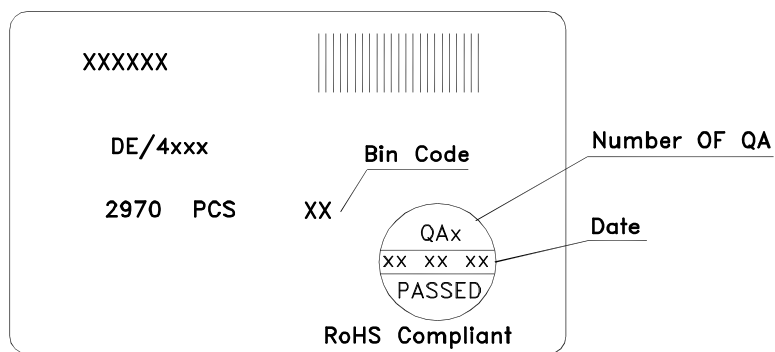 XXXXXX
DE/4xxx
Bin Code
Number OF QA
2970 PCS XX
QAx
Date
xx xx xx
PASSED
RoHS Compliant